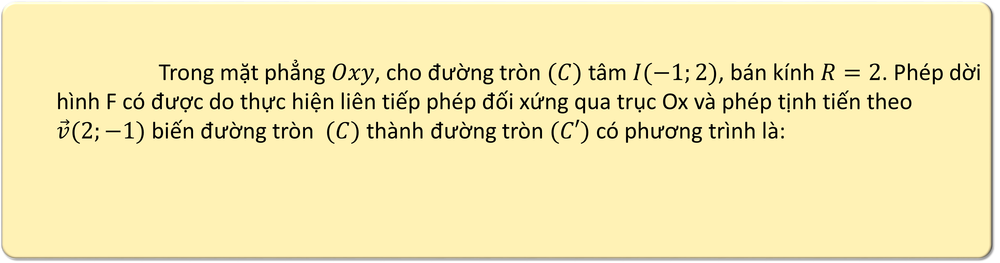 Trong mặt phẳng 𝑂𝑥𝑦, cho đường tròn (𝐶) tâm 𝐼(−1; 2), bán kính 𝑅 = 2. Phép dời
hình F có được do thực hiện liên tiếp phép đối xứng qua trục Ox và phép tịnh tiến theo
𝑣⃗(2; −1) biến đường tròn (𝐶) thành đường tròn (𝐶′) có phương trình là: